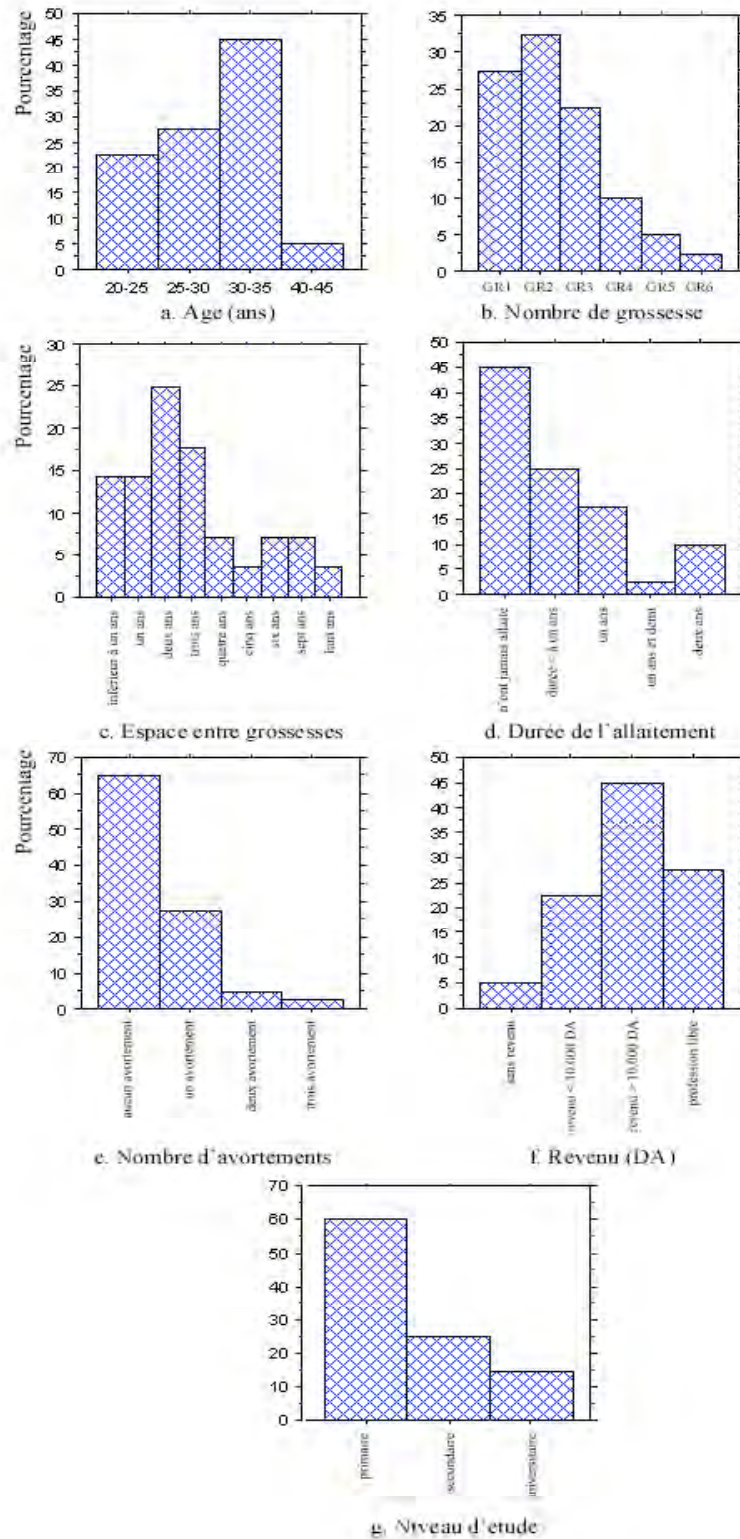 Pourcentage
50
45
40
35
30
25
20
15
10
5
0
20-25 25-30 30-35 40-45
a. Age (ans)
35
30
25
20
15
10
5
0
GR1 GR2 GR3 GR4 GR5 GR6
b. Nombre de grossesse
Pourcentage
30
25
20
15
10
5
0
inférieur à un ans
un ans
deux ans
trois ans
quatre ans
cinq ans
six ans
sept ans
huit ans
c. Espace entre grossesses
50
45
40
35
30
25
20
15
10
5
0
n'ont jamais allaité
durée < à un ans
un ans
un ans et demi
deux ans
d. Durée de l'allaitement
Pourcentage
70
60
50
40
30
20
10
0
aucun avortement
un avortement
deux avortement
trois avortement
e. Nombre d'avortements
50
45
40
35
30
25
20
15
10
5
0
sans revenu
revenu < 10.000 DA
revenu > 10.000 DA
profession libre
f. Revenu (DA)
70
60
50
40
30
20
10
0
primaire
secondaire
universitaire
g. Niveau d'etude